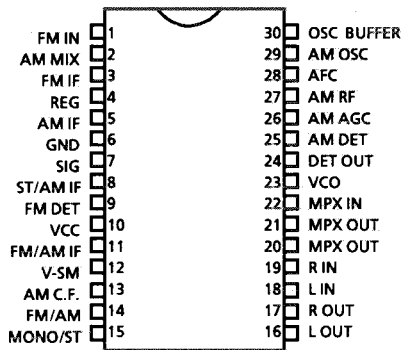 FM IN 1 30 OSC BUFFER
AM MIX 2 29 AM OSC
FM IF 3 28 AFC
REG 4 27 AM RF
AM IF 5 26 AM AGC
GND 6 25 AM DET
SIG 7 24 DET OUT
ST/AM IF 8 23 VCO
FM DET 9 22 MPX IN
VCC 10 21 MPX OUT
FM/AM IF 11 20 MPX OUT
V-SM 12 19 R IN
AM C.F. 13 18 L IN
FM/AM 14 17 R OUT
MONO/ST 15 16 L OUT